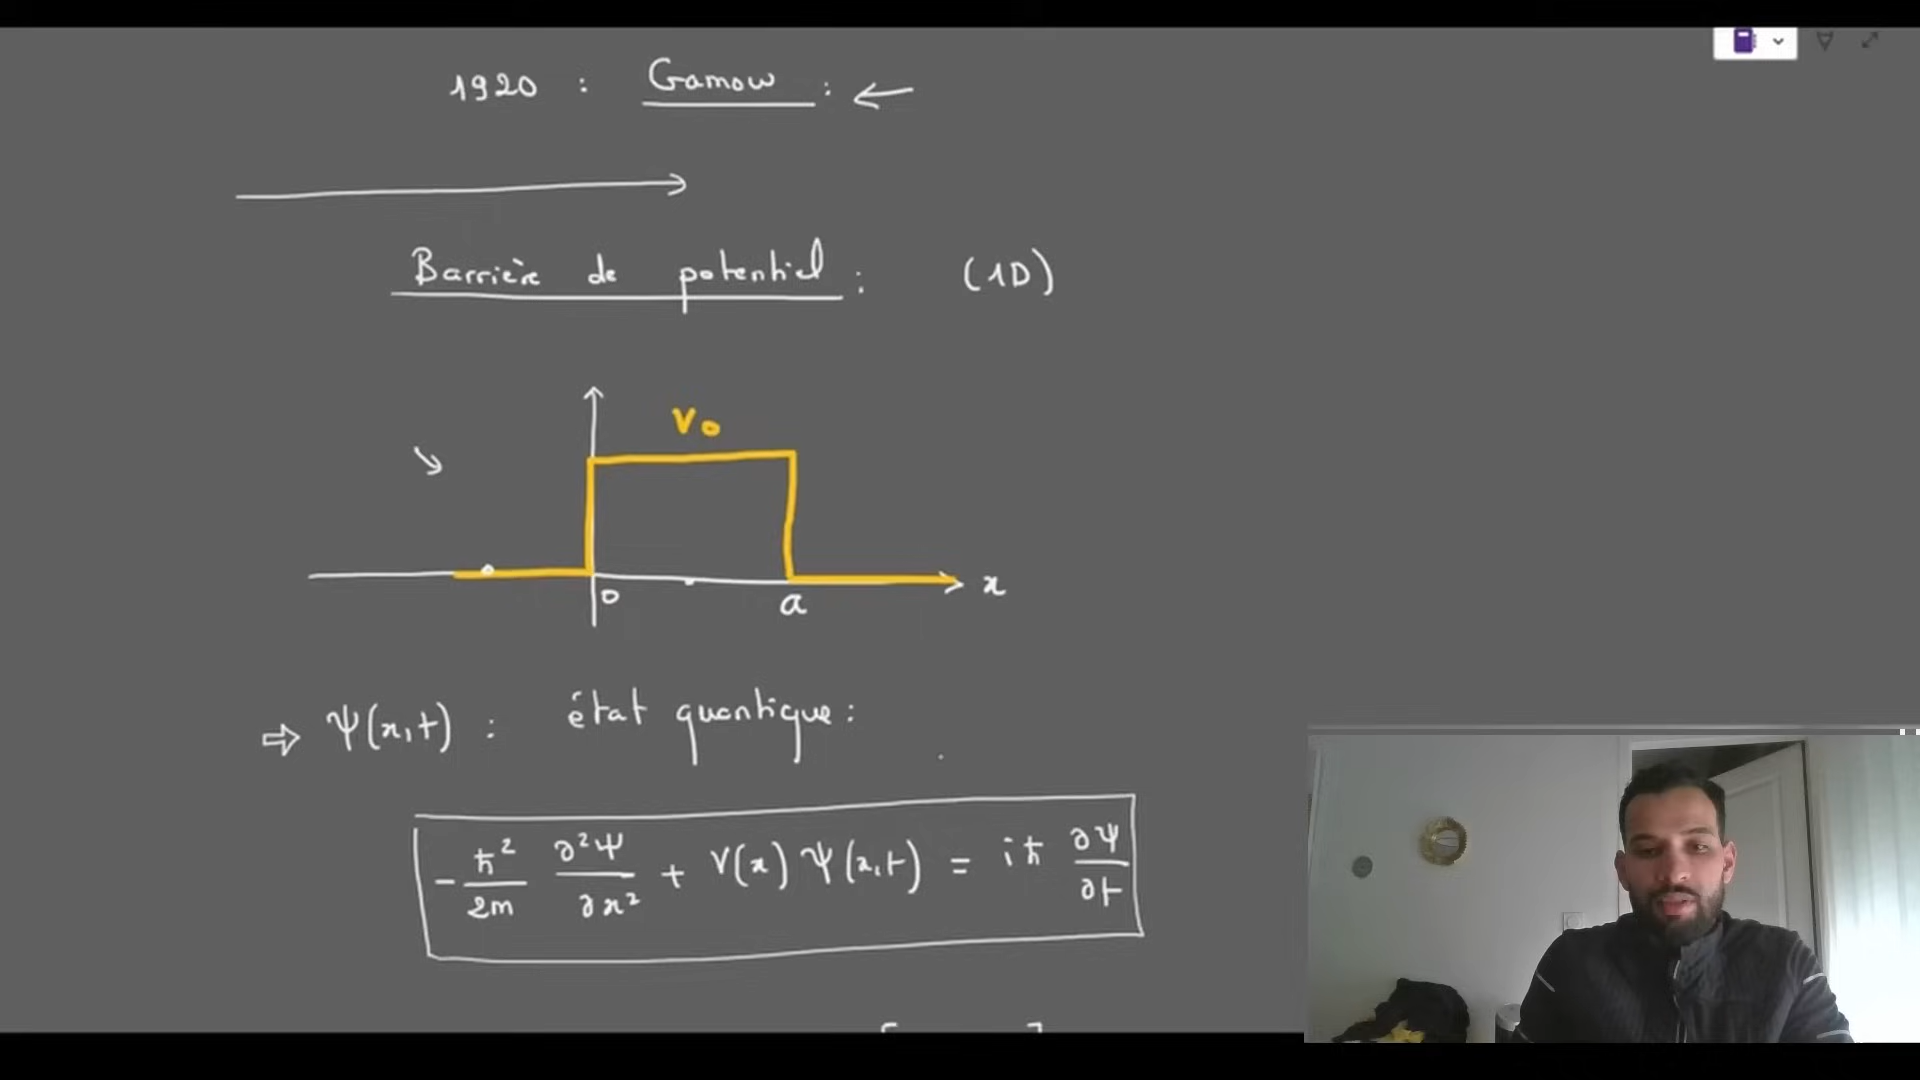 1920 : Gamow :
Barrière de potentiel : (1D)
V₀
0 a x
⇒ Ψ(x,t) : état quantique :
-ħ²/2m ∂²Ψ/∂x² + V(x) Ψ(x,t) = iħ ∂Ψ/∂t